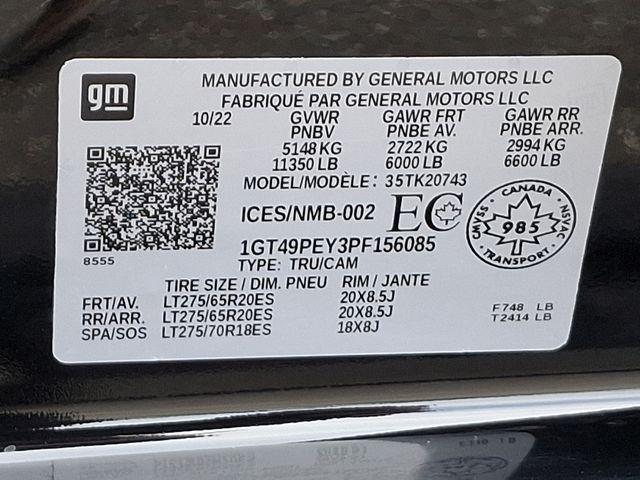 gm
MANUFACTURED BY GENERAL MOTORS LLC
FABRIQUÉ PAR GENERAL MOTORS LLC
10/22 GVWR GAWR FRT GAWR RR
PNBV PNBE AV. PNBE ARR.
5148 KG 2722 KG 2994 KG
11350 LB 6000 LB 6600 LB
MODEL/MODÈLE: 35TK20743
ICES/NMB-002 EC
CANADA
CMVSS 985 NSVAC
TRANSPORT
1GT49PEY3PF156085
8555
TYPE: TRU/CAM
TIRE SIZE / DIM. PNEU RIM / JANTE
FRT/AV. LT275/65R20ES 20X8.5J
RR/ARR. LT275/65R20ES 20X8.5J
SPA/SOS LT275/70R18ES 18X8J
F748 LB
T2414 LB